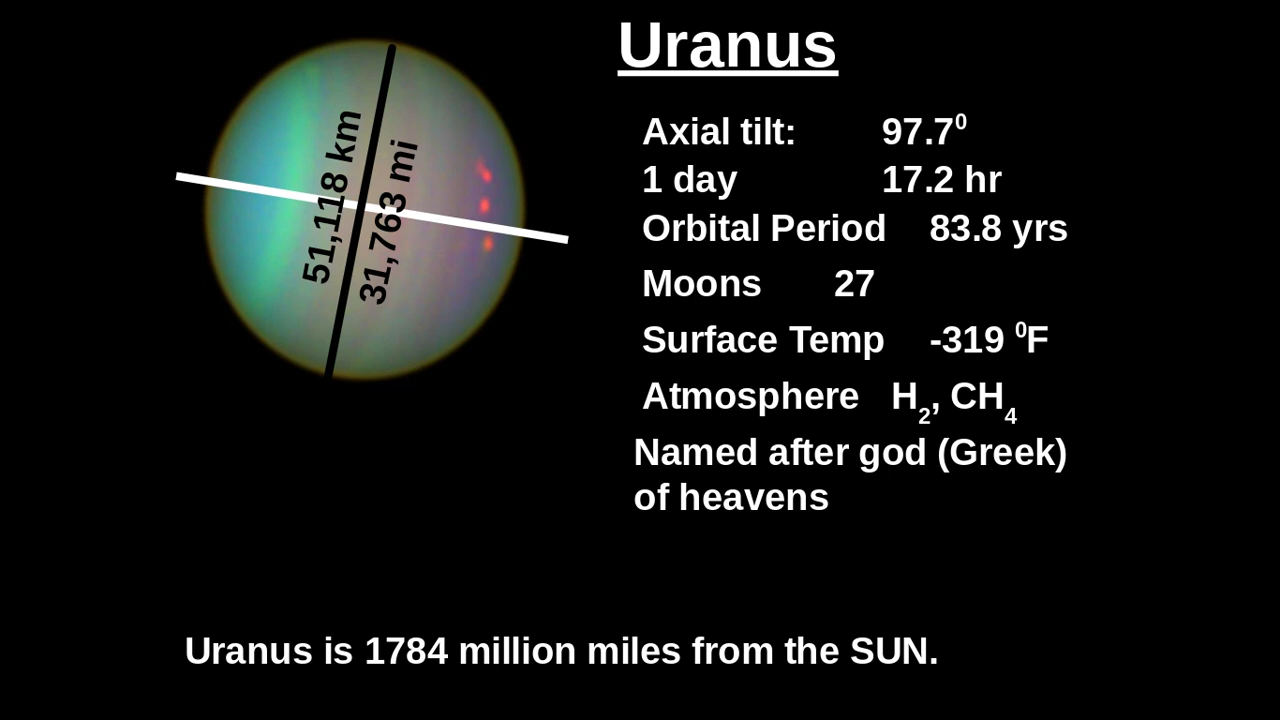 Uranus
51,118 km
31,763 mi
Axial tilt: 97.7⁰
1 day 17.2 hr
Orbital Period 83.8 yrs
Moons 27
Surface Temp -319 ⁰F
Atmosphere H₂, CH₄
Named after god (Greek)
of heavens
Uranus is 1784 million miles from the SUN.